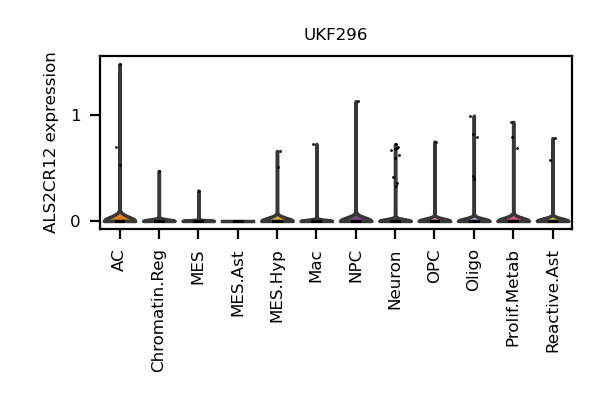 UKF296
ALS2CR12 expression
1
0
AC
Chromatin.Reg
MES
MES.Ast
MES.Hyp
Mac
NPC
Neuron
OPC
Oligo
Prolif.Metab
Reactive.Ast